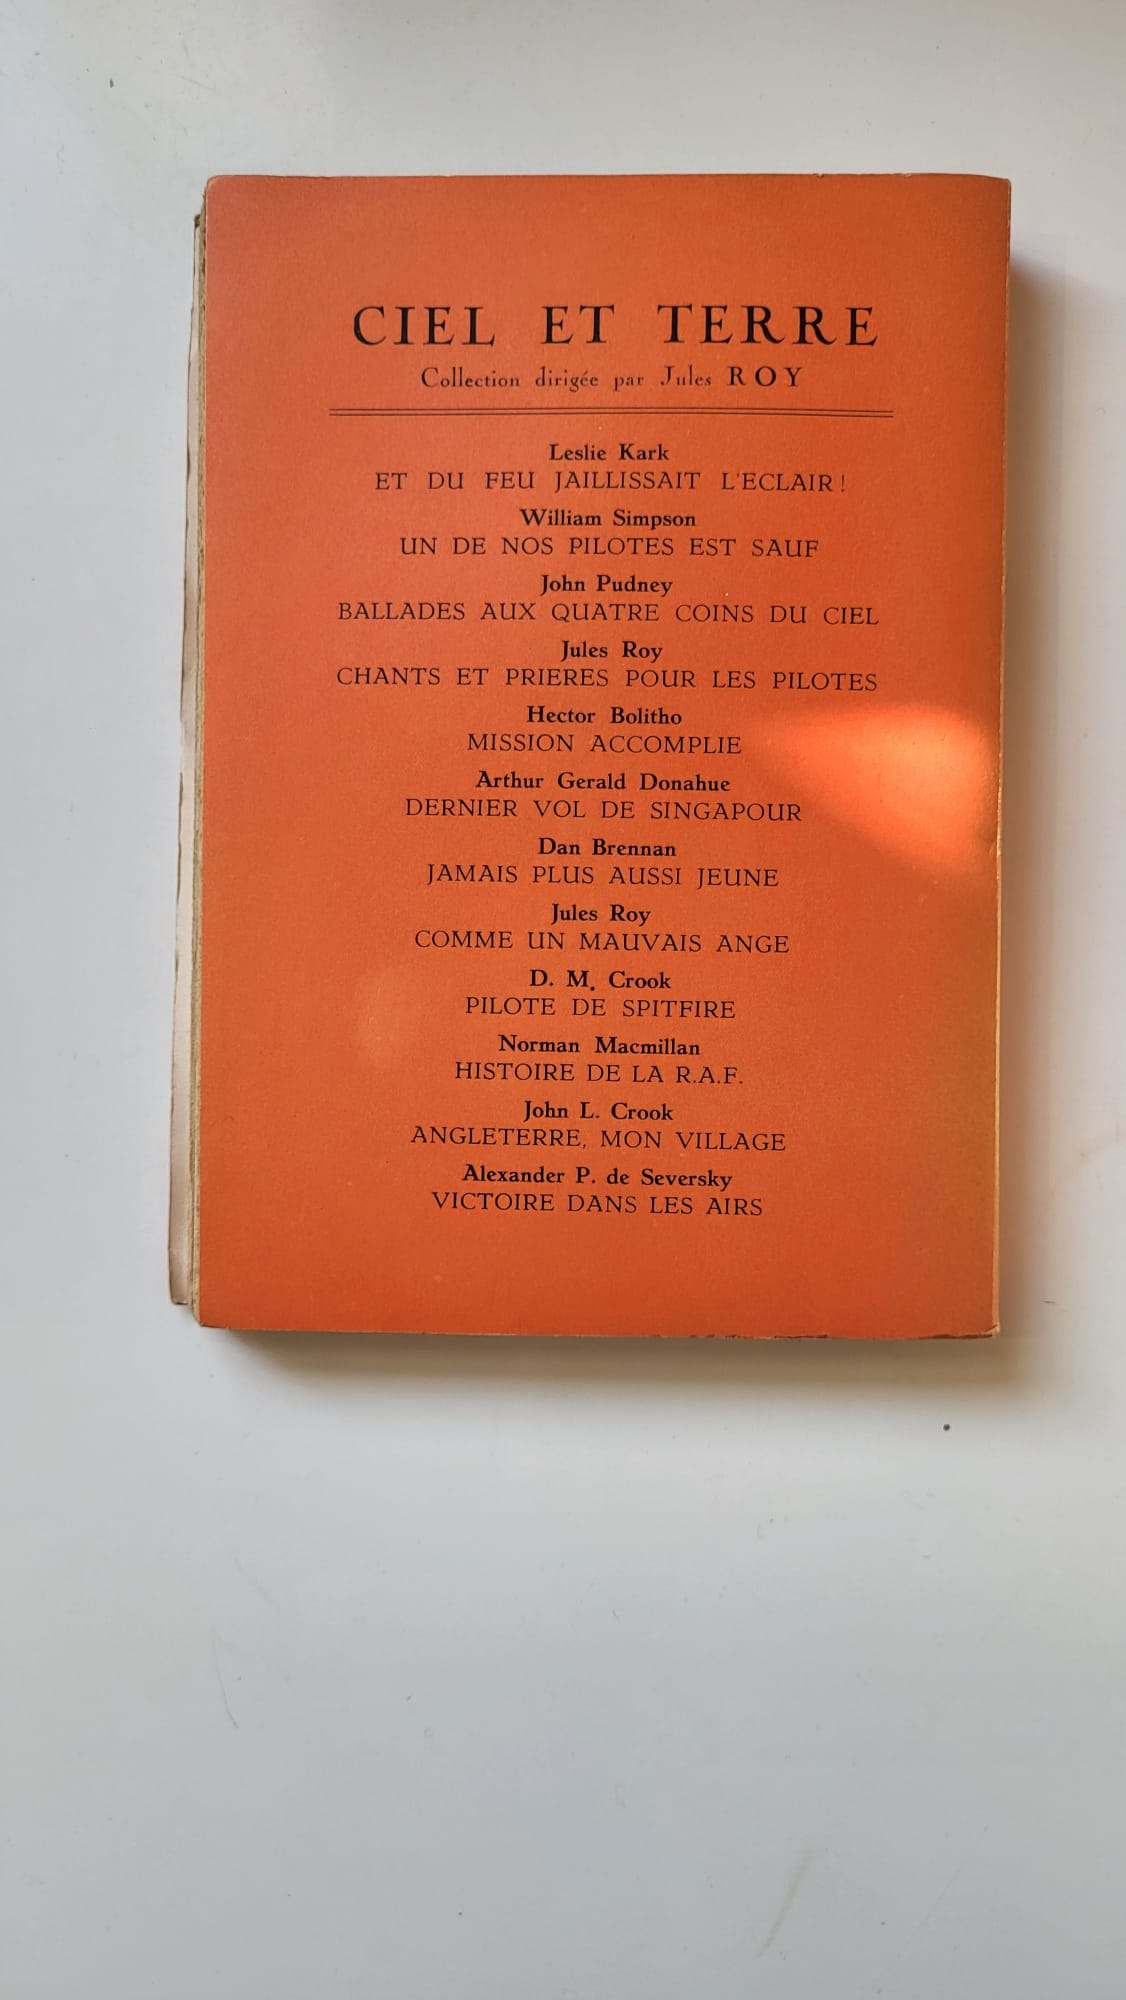 CIEL ET TERRE
Collection dirigée par Jules ROY
Leslie Kark
ET DU FEU JAILLISSAIT L'ECLAIR !
William Simpson
UN DE NOS PILOTES EST SAUF
John Pudney
BALLADES AUX QUATRE COINS DU CIEL
Jules Roy
CHANTS ET PRIERES POUR LES PILOTES
Hector Bolitho
MISSION ACCOMPLIE
Arthur Gerald Donahue
DERNIER VOL DE SINGAPOUR
Dan Brennan
JAMAIS PLUS AUSSI JEUNE
Jules Roy
COMME UN MAUVAIS ANGE
D. M. Crook
PILOTE DE SPITFIRE
Norman Macmillan
HISTOIRE DE LA R.A.F.
John L. Crook
ANGLETERRE, MON VILLAGE
Alexander P. de Seversky
VICTOIRE DANS LES AIRS